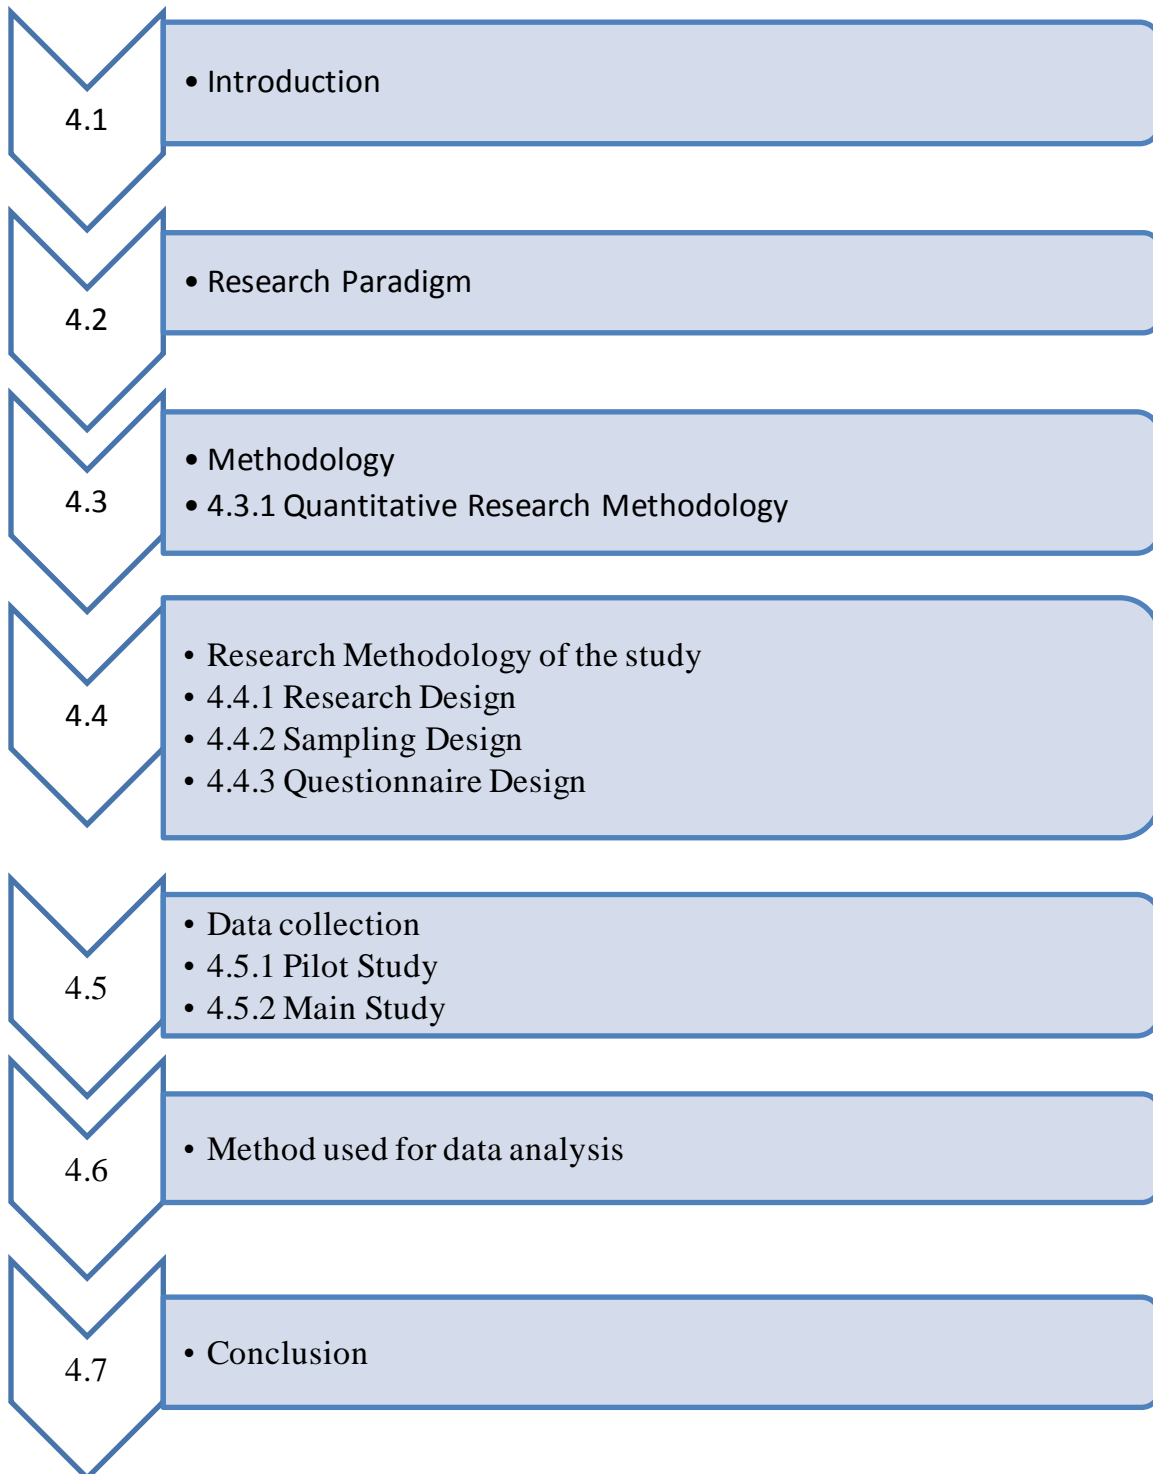 4.1
• Introduction
4.2
• Research Paradigm
4.3
• Methodology
• 4.3.1 Quantitative Research Methodology
4.4
• Research Methodology of the study
• 4.4.1 Research Design
• 4.4.2 Sampling Design
• 4.4.3 Questionnaire Design
4.5
• Data collection
• 4.5.1 Pilot Study
• 4.5.2 Main Study
4.6
• Method used for data analysis
4.7
• Conclusion